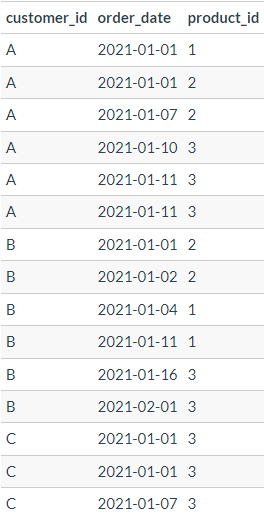 customer_id order_date product_id
A 2021-01-01 1
A 2021-01-01 2
A 2021-01-07 2
A 2021-01-10 3
A 2021-01-11 3
A 2021-01-11 3
B 2021-01-01 2
B 2021-01-02 2
B 2021-01-04 1
B 2021-01-11 1
B 2021-01-16 3
B 2021-02-01 3
C 2021-01-01 3
C 2021-01-01 3
C 2021-01-07 3